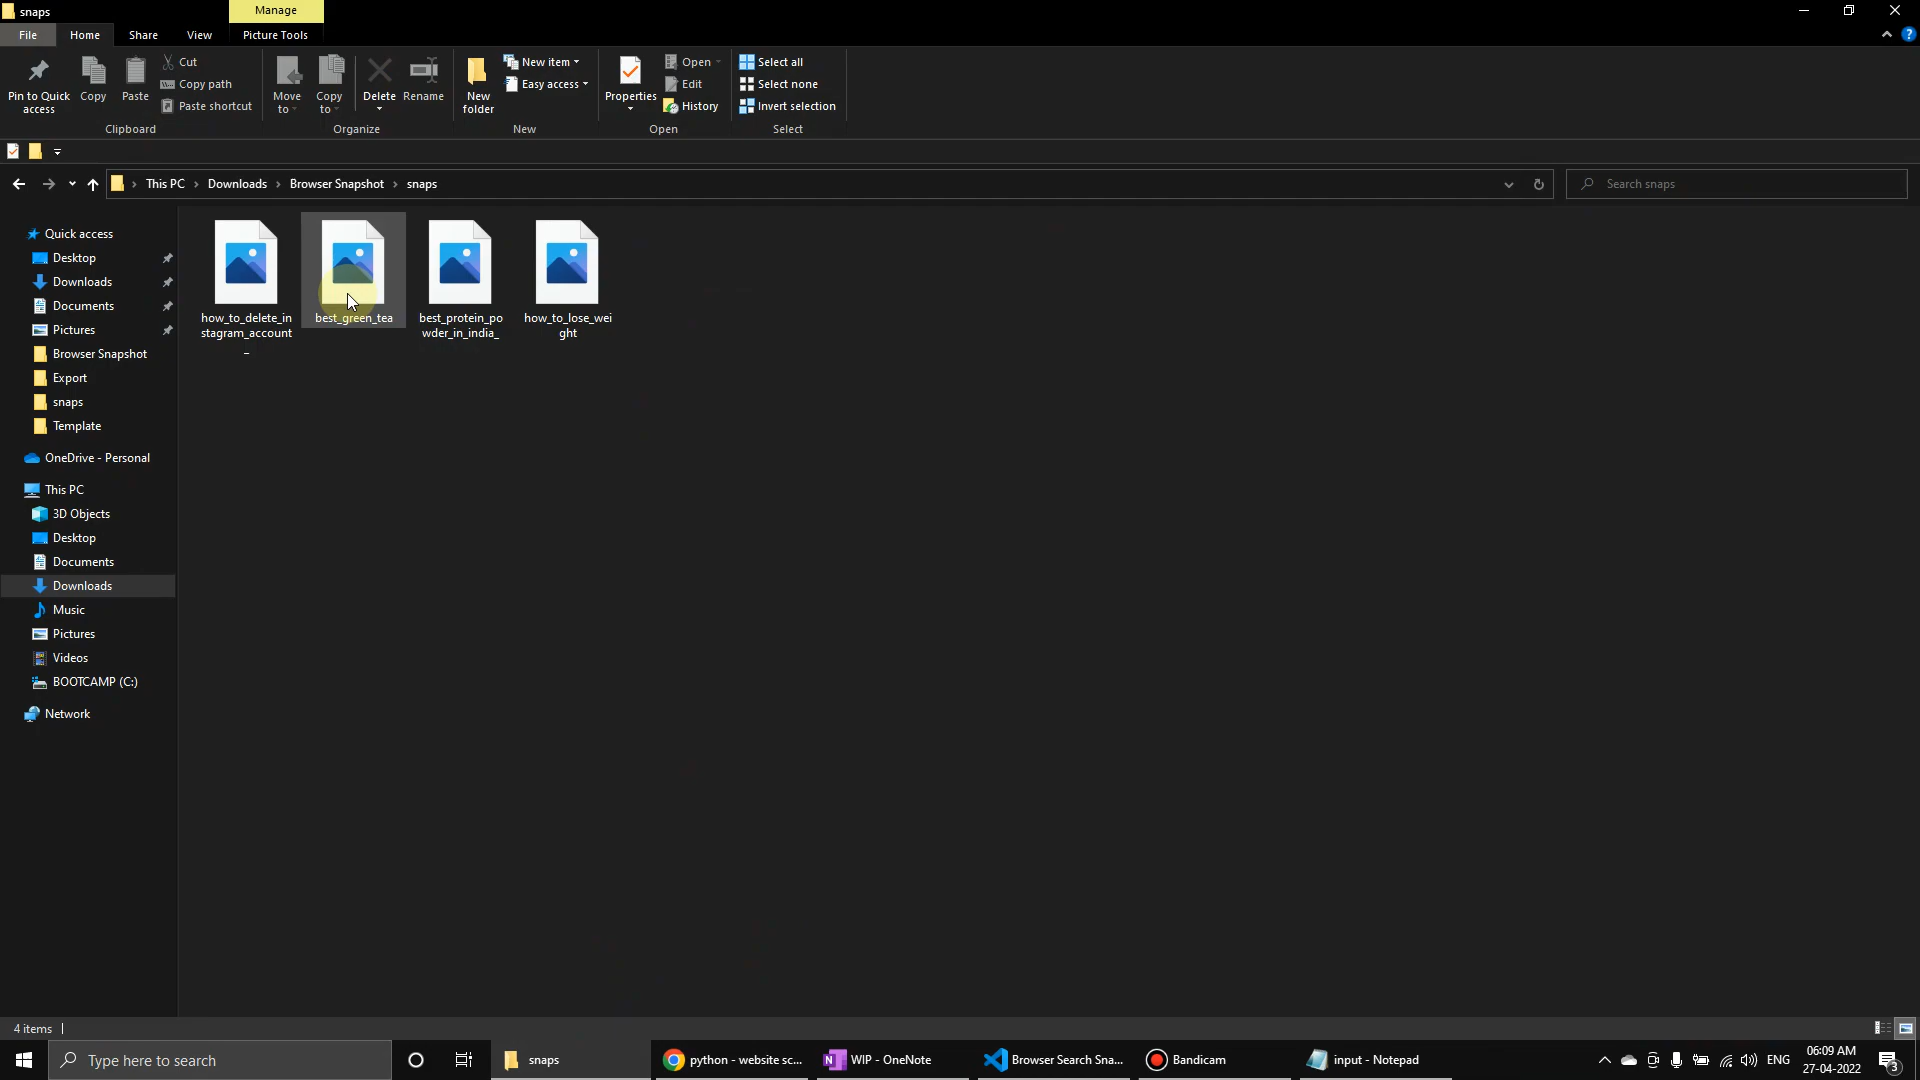 snaps
Manage
File
Home
Share
View
Picture Tools
Pin to Quick
access
Copy
Paste
Cut
Copy path
Paste shortcut
Clipboard
Move
to
Copy
to
Delete
Rename
Organize
New
folder
New item
Easy access
New
Properties
Open
Edit
History
Open
Select all
Select none
Invert selection
Select
This PC
Downloads
Browser Snapshot
snaps
Search snaps
Quick access
Desktop
Downloads
Documents
Pictures
Browser Snapshot
Export
snaps
Template
OneDrive - Personal
This PC
3D Objects
Desktop
Documents
Downloads
Music
Pictures
Videos
BOOTCAMP (C:)
Network
how_to_delete_in
stagram_account
_
best_green_tea
best_protein_po
wder_in_india_
how_to_lose_wei
ght
4 items
Type here to search
snaps
python - website sc...
WIP - OneNote
Browser Search Sna...
Bandicam
input - Notepad
ENG
06:09 AM
27-04-2022
3